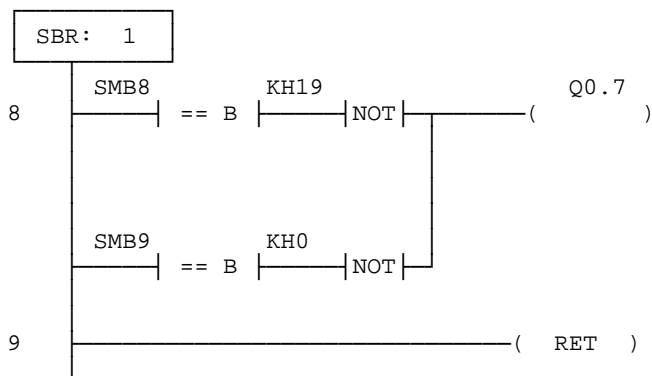 SBR: 1
SMB8 KH19 Q0.7
8 == B NOT ( )
SMB9 KH0
== B NOT
9 ( RET )